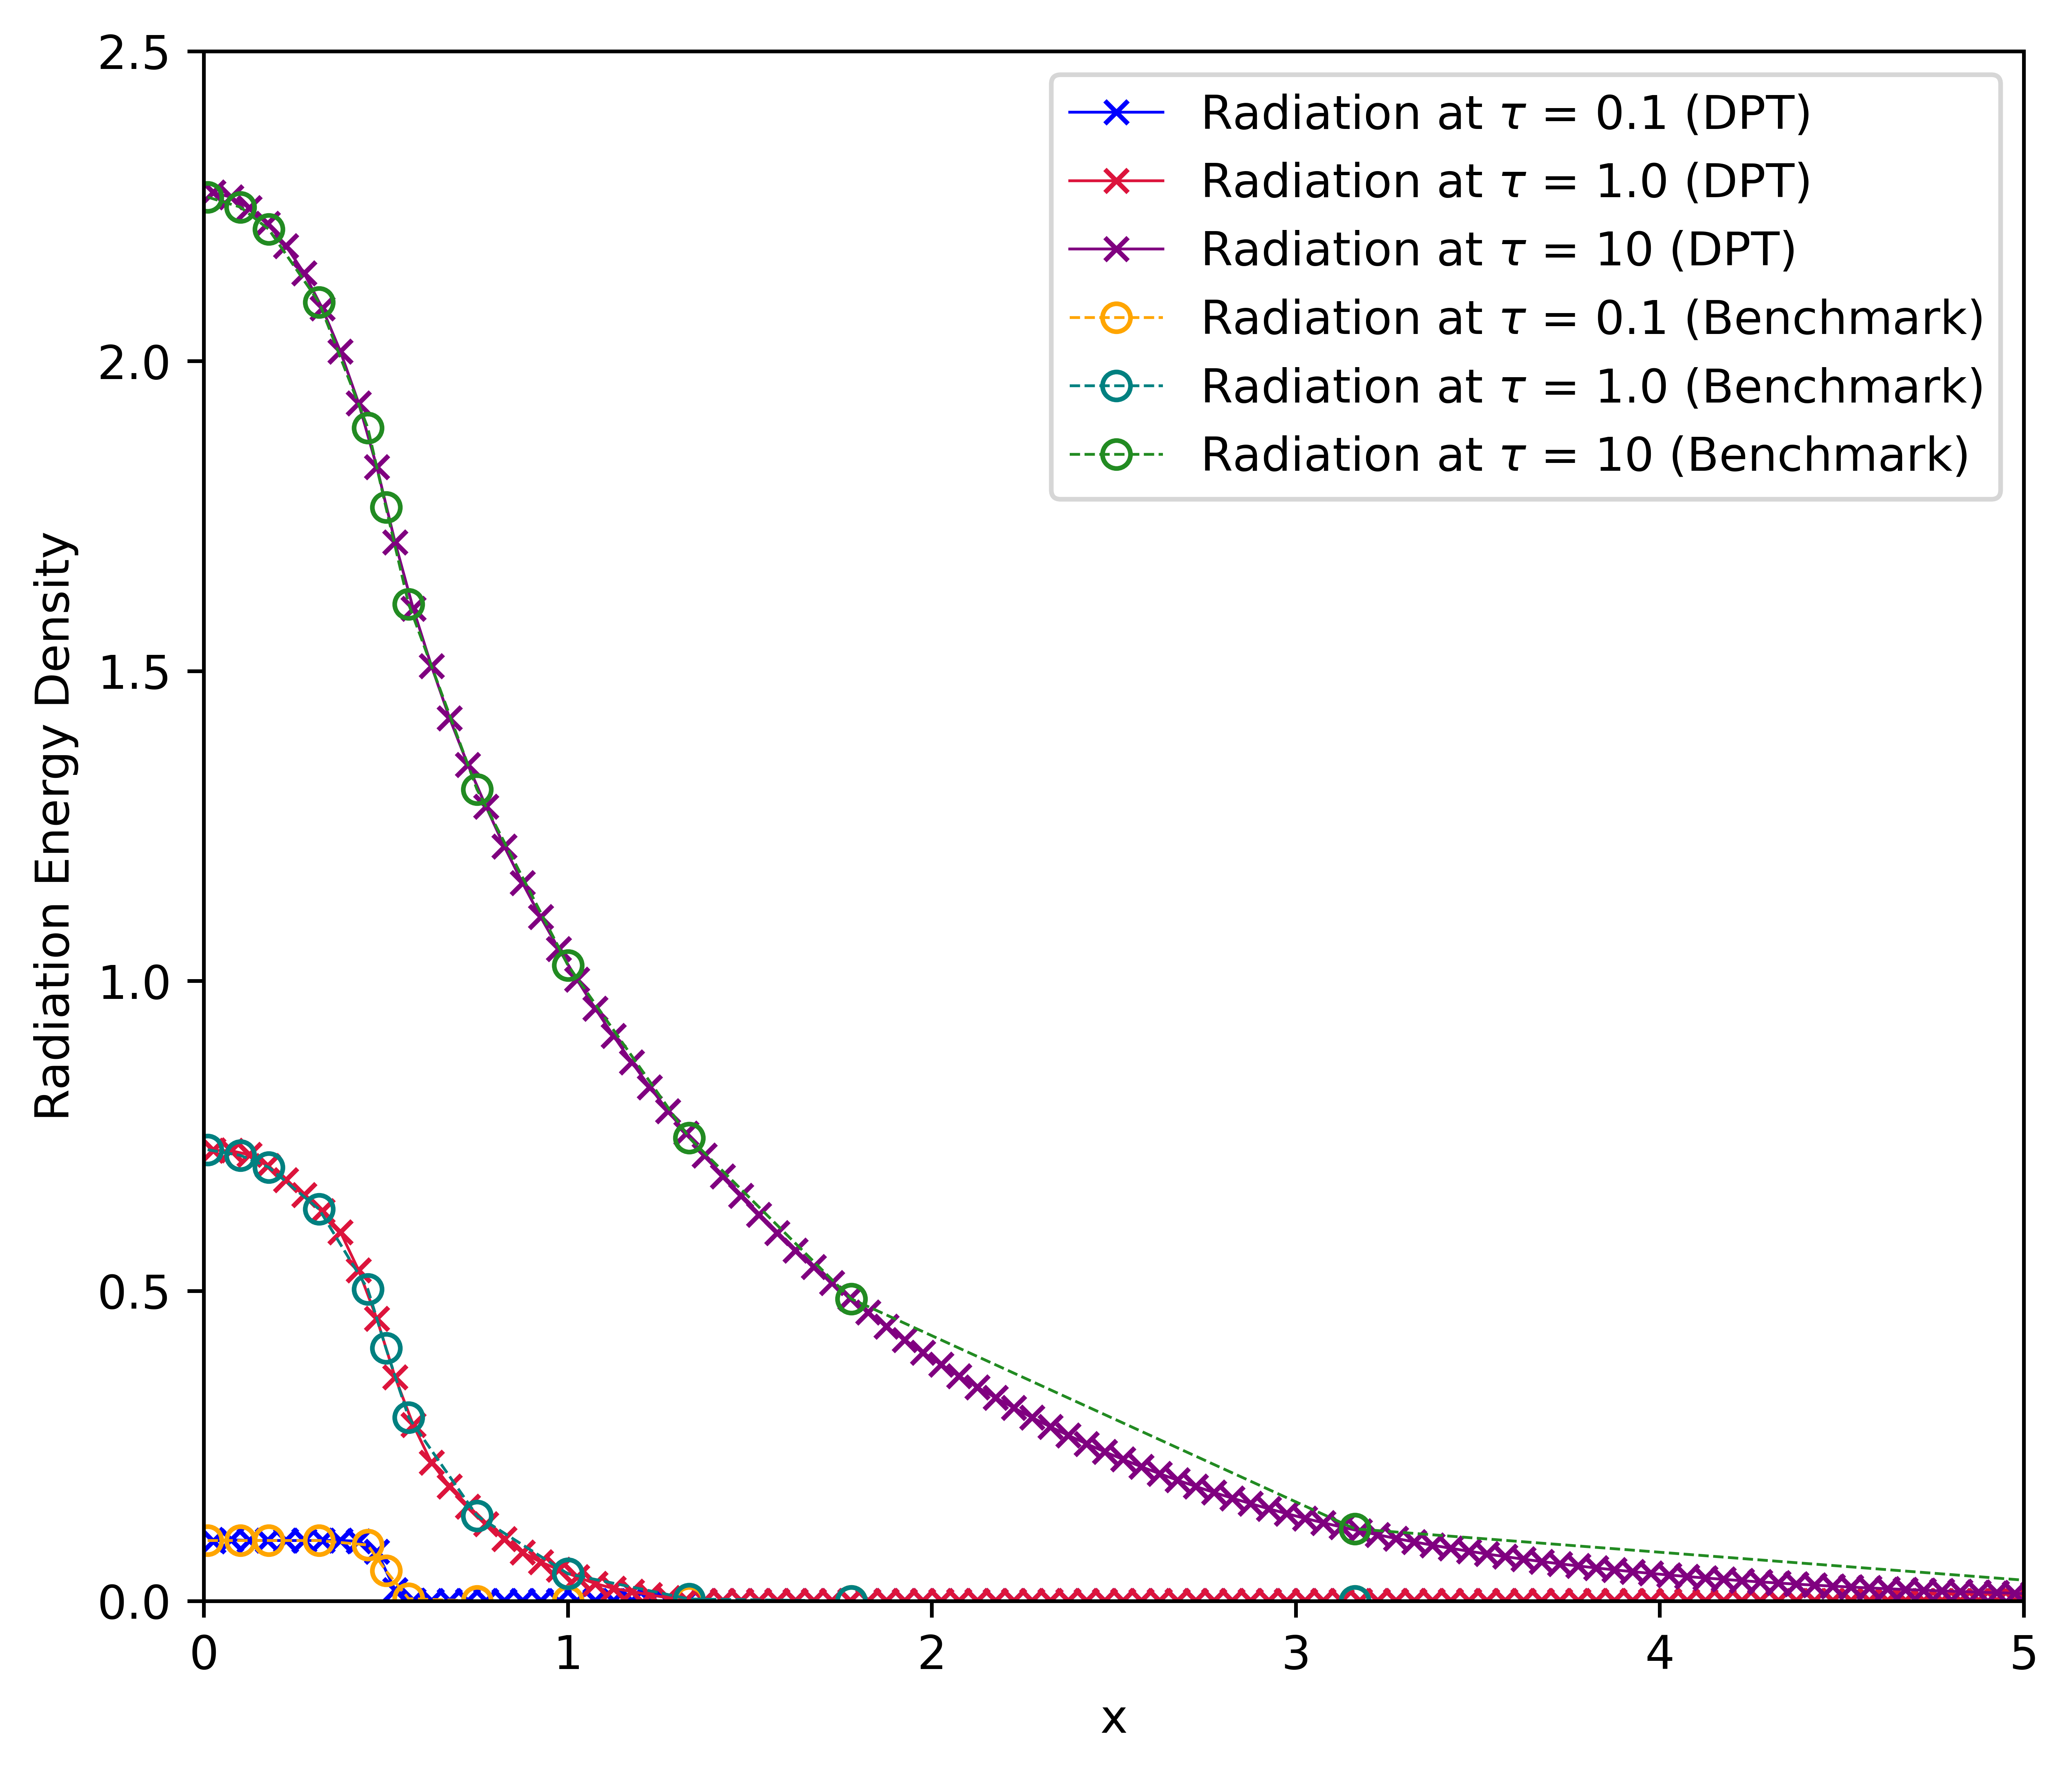 2.5
2.0
1.5
1.0
0.5
0.0
0
1
2
3
4
5
x
Radiation Energy Density
Radiation at τ = 0.1 (DPT)
Radiation at τ = 1.0 (DPT)
Radiation at τ = 10 (DPT)
Radiation at τ = 0.1 (Benchmark)
Radiation at τ = 1.0 (Benchmark)
Radiation at τ = 10 (Benchmark)